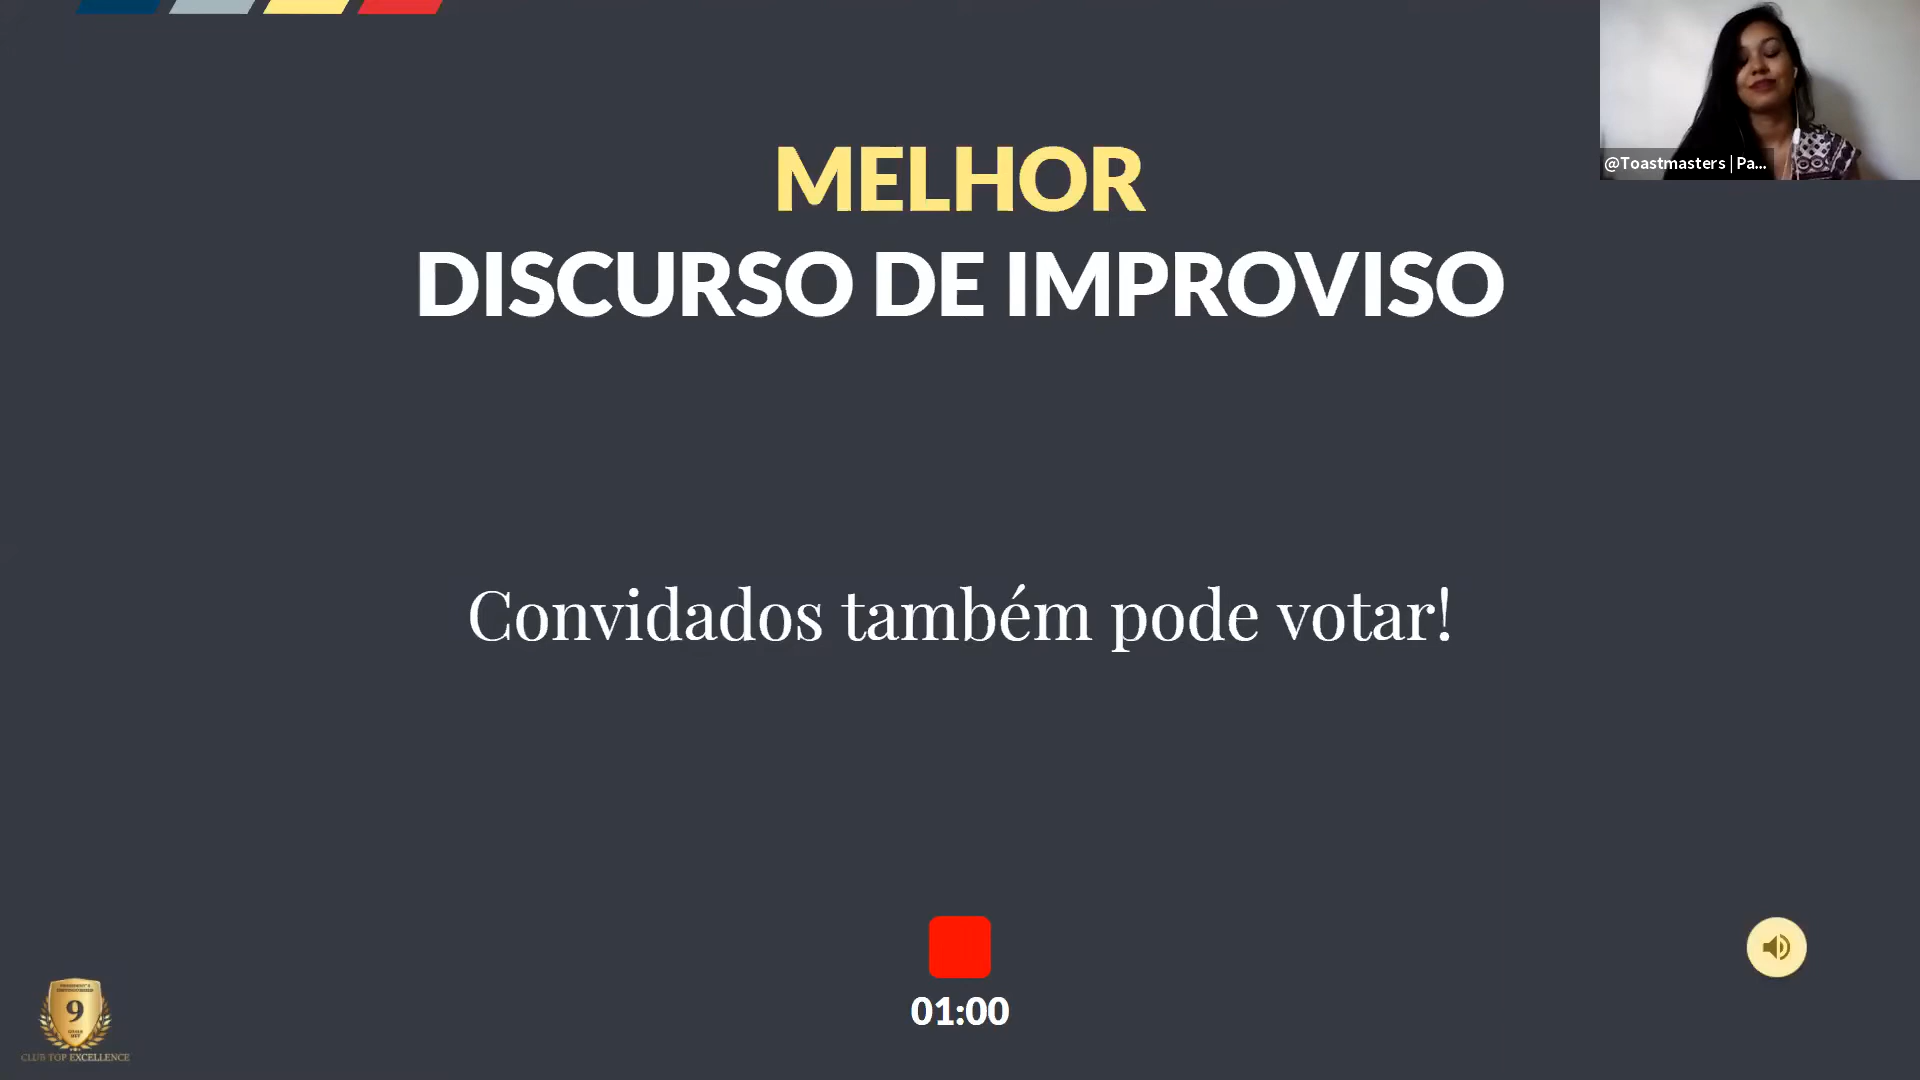 @Toastmasters | Pa...
MELHOR
DISCURSO DE IMPROVISO
Convidados também pode votar!
01:00
9
CLUB TOP EXCELLENCE